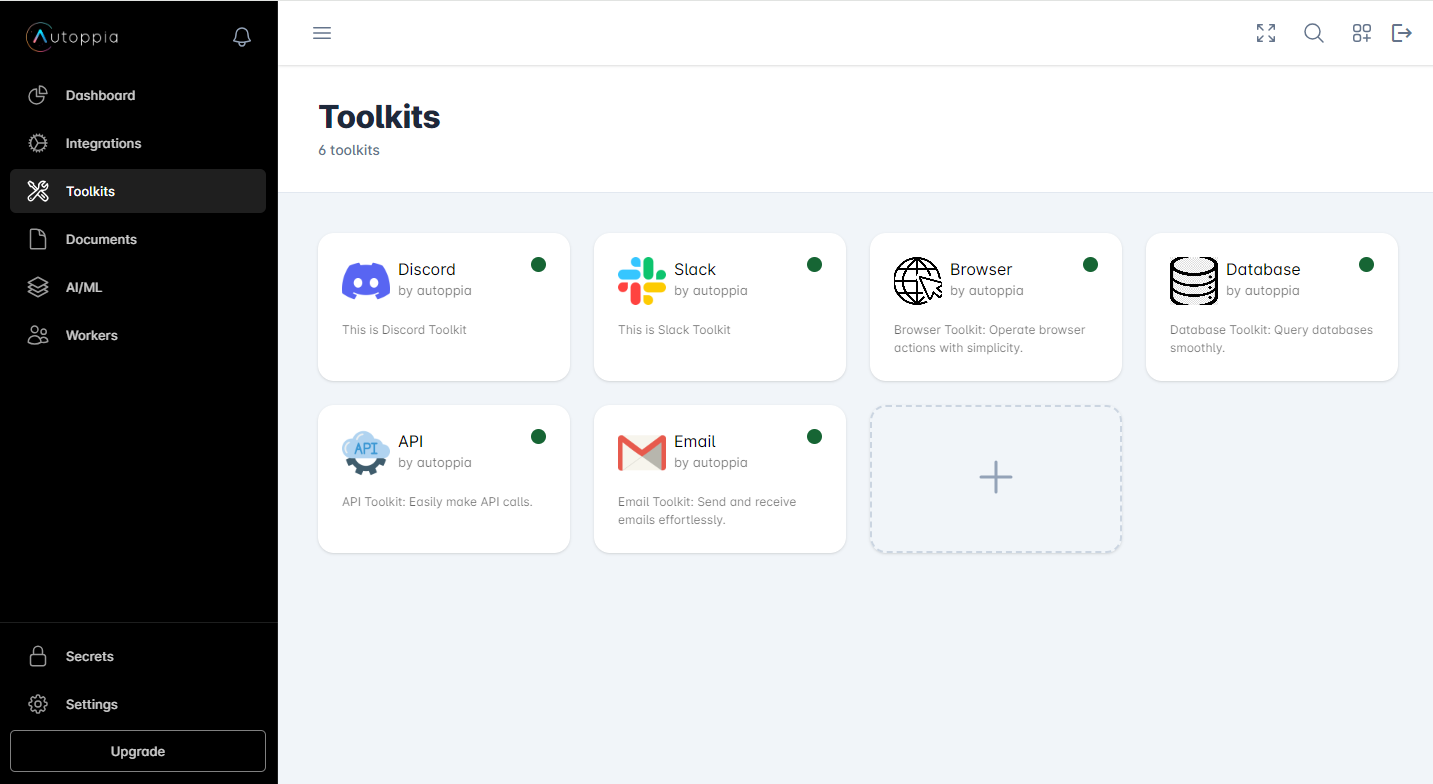 Autoppia
Dashboard
Integrations
Toolkits
Documents
AI/ML
Workers
Secrets
Settings
Upgrade
Toolkits
6 toolkits
Discord
by autoppia
This is Discord Toolkit
Slack
by autoppia
This is Slack Toolkit
Browser
by autoppia
Browser Toolkit: Operate browser
actions with simplicity.
Database
by autoppia
Database Toolkit: Query databases
smoothly.
API
API
by autoppia
API Toolkit: Easily make API calls.
Email
by autoppia
Email Toolkit: Send and receive
emails effortlessly.